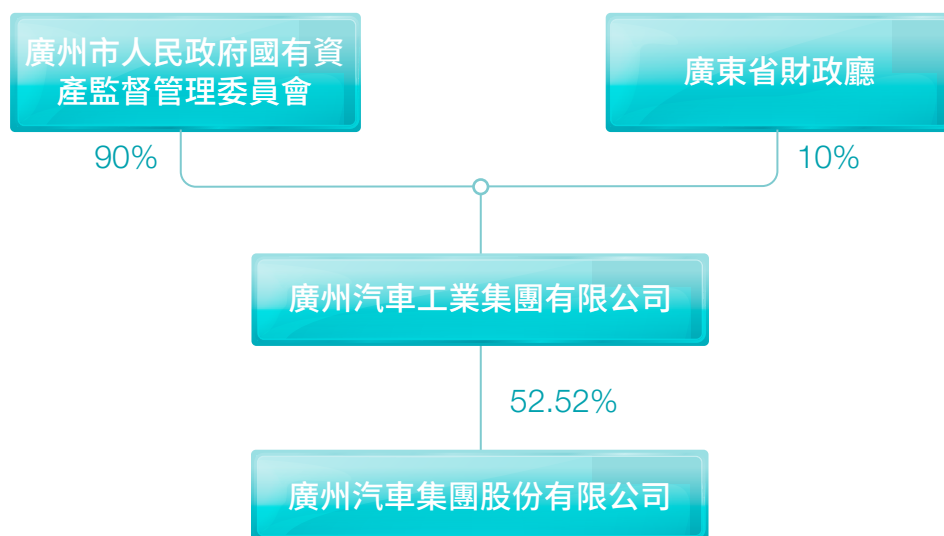 廣州市人民政府國有資
產監督管理委員會
廣東省財政廳
90%
10%
廣州汽車工業集團有限公司
52.52%
廣州汽車集團股份有限公司